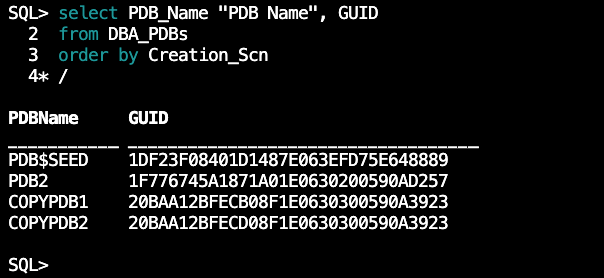 SQL> select PDB_Name "PDB Name", GUID
2 from DBA_PDBs
3 order by Creation_Scn
4* /
PDBName GUID
___________ ___________________________________
PDB$SEED 1DF23F08401D1487E063EFD75E648889
PDB2 1F776745A1871A01E0630200590AD257
COPYPDB1 20BAA12BFECB08F1E0630300590A3923
COPYPDB2 20BAA12BFECD08F1E0630300590A3923
SQL>